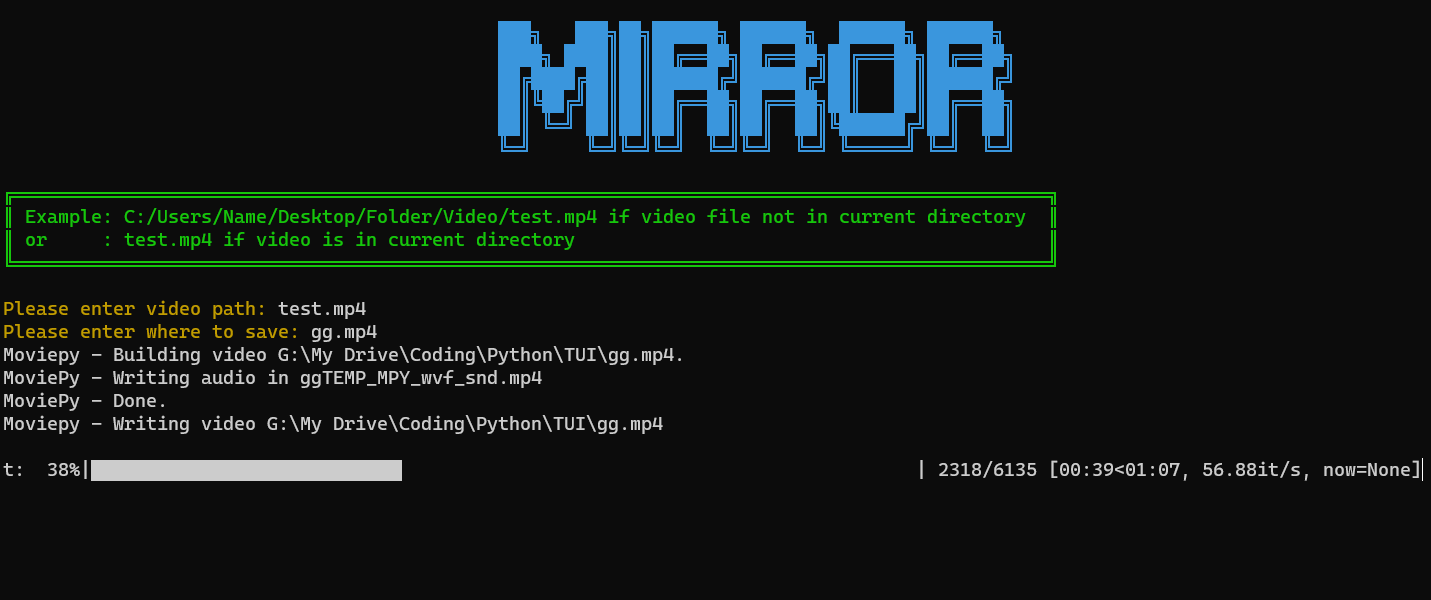 MIRROR
Example: C:/Users/Name/Desktop/Folder/Video/test.mp4 if video file not in current directory
or     : test.mp4 if video is in current directory
Please enter video path: test.mp4
Please enter where to save: gg.mp4
Moviepy - Building video G:\My Drive\Coding\Python\TUI\gg.mp4.
MoviePy - Writing audio in ggTEMP_MPY_wvf_snd.mp4
MoviePy - Done.
Moviepy - Writing video G:\My Drive\Coding\Python\TUI\gg.mp4
t:  38%| | 2318/6135 [00:39<01:07, 56.88it/s, now=None]